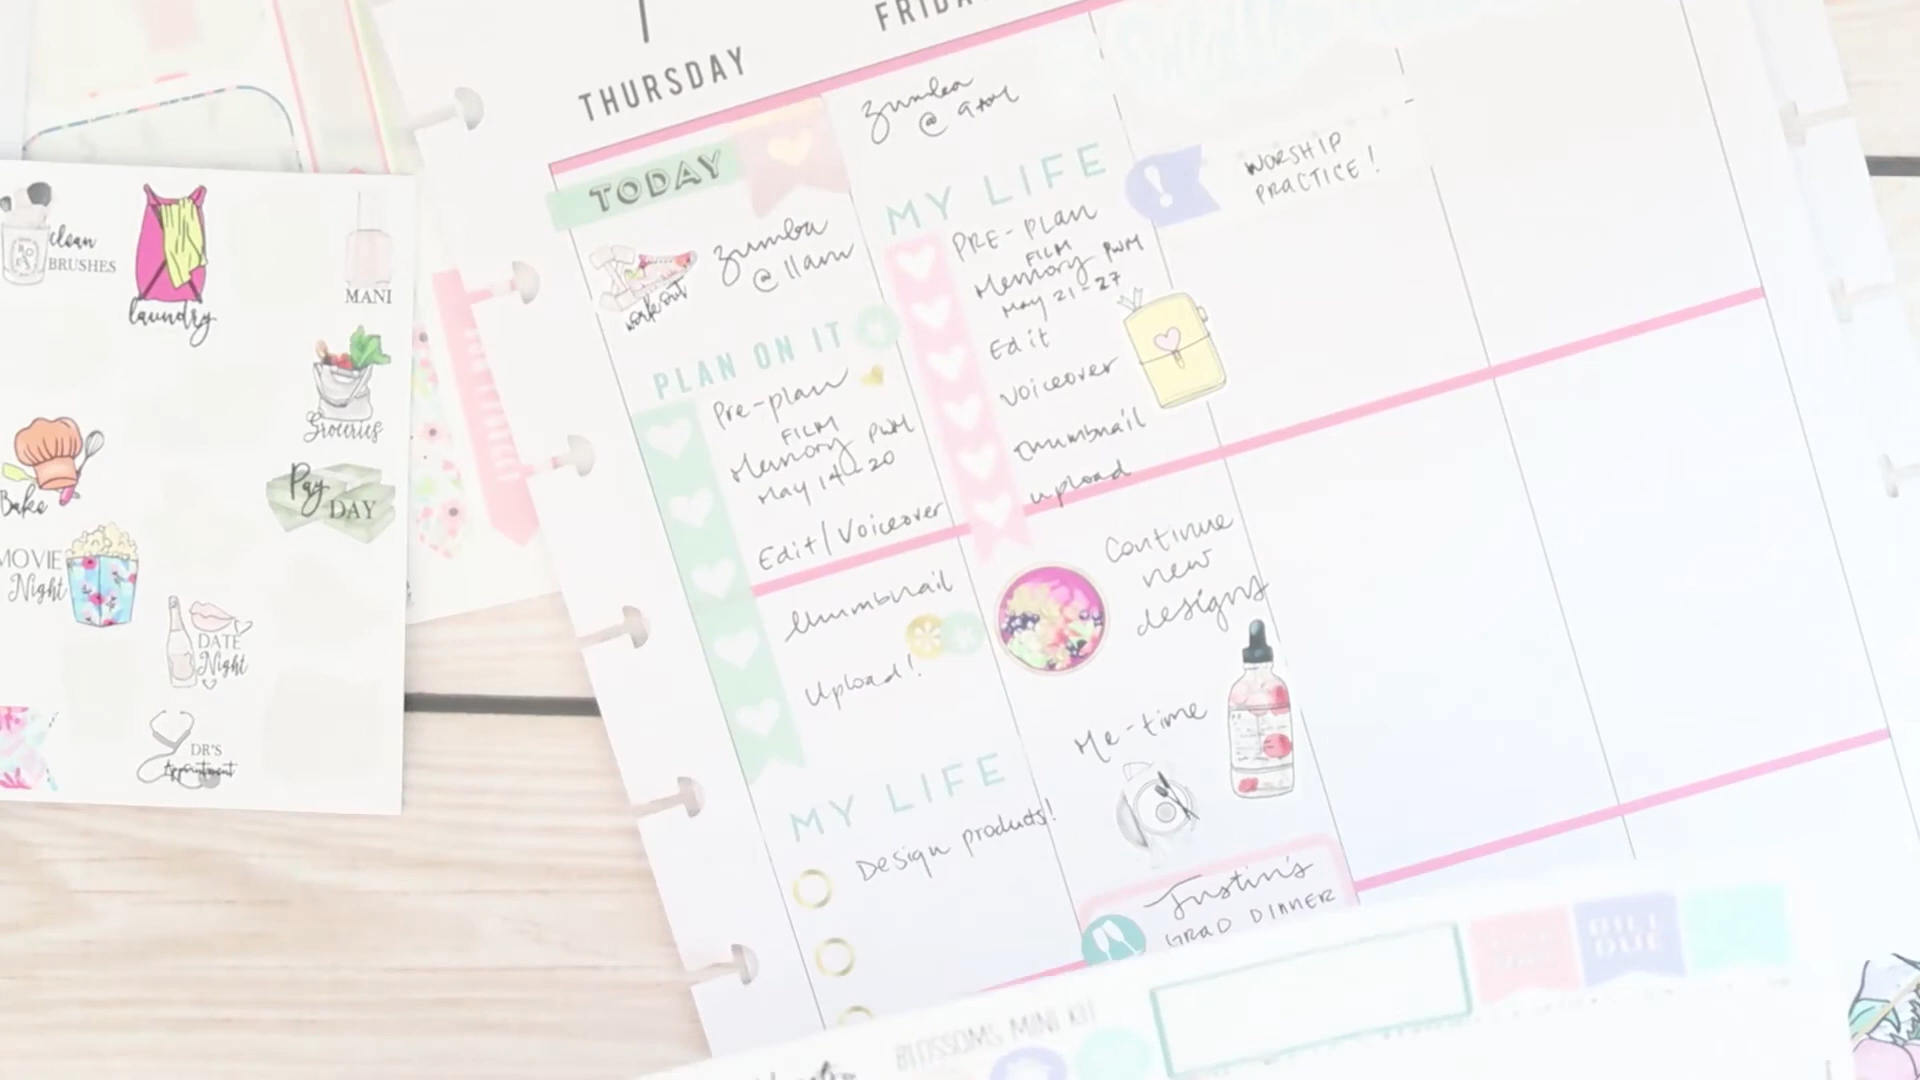 THURSDAY
TODAY
Zumba
@ 11am
workout
PLAN ON IT
Pre-plan
FILM
Memory PWM
May 14-20
Edit/Voiceover
Thumbnail
Upload!
MY LIFE
Design products!
Zumba
@ 9AM
MY LIFE
PRE-PLAN
FILM
Memory PWM
May 21-27
Edit
Voiceover
Thumbnail
upload
Continue
new
designs
Me-time
Justin's
GRAD DINNER
WORSHIP
PRACTICE!
clean
BRUSHES
laundry
MANI
Groceries
Bake
Pay
DAY
MOVIE
Night
DATE
Night
DR'S
Appointment
BILL
DUE
BLOSSOMS MINI KIT